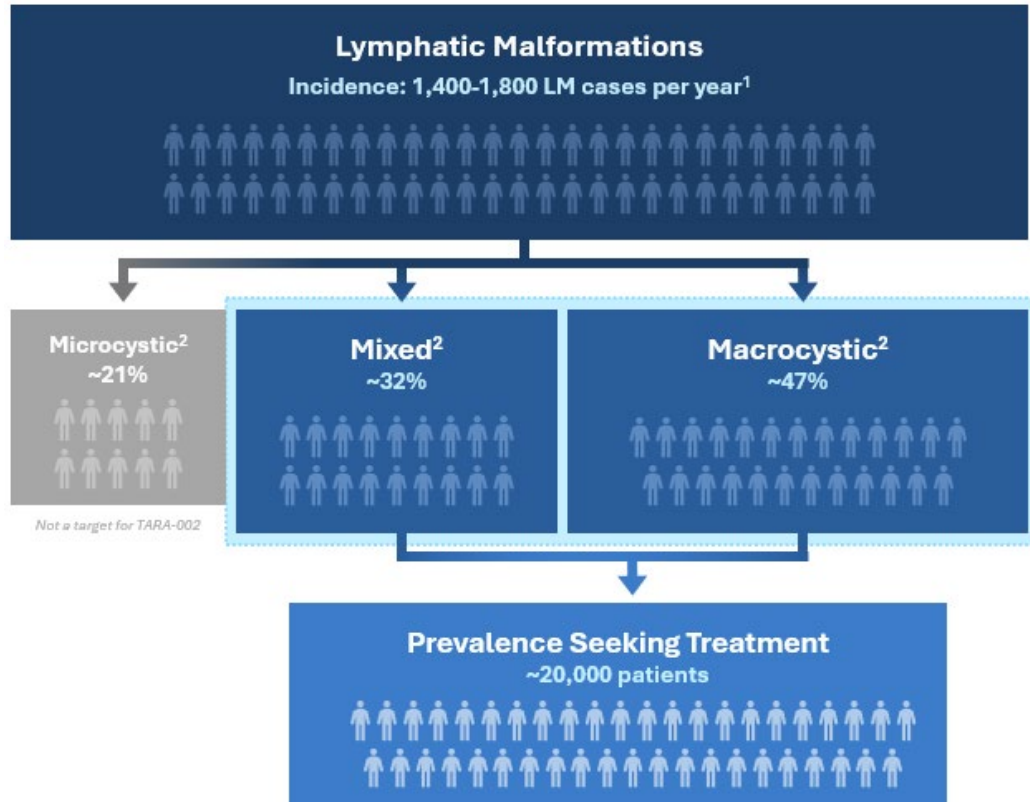 Lymphatic Malformations
Incidence: 1,400-1,800 LM cases per year¹
Microcystic²
~21%
Mixed²
~32%
Macrocystic²
~47%
Not a target for TARA-002
Prevalence Seeking Treatment
~20,000 patients